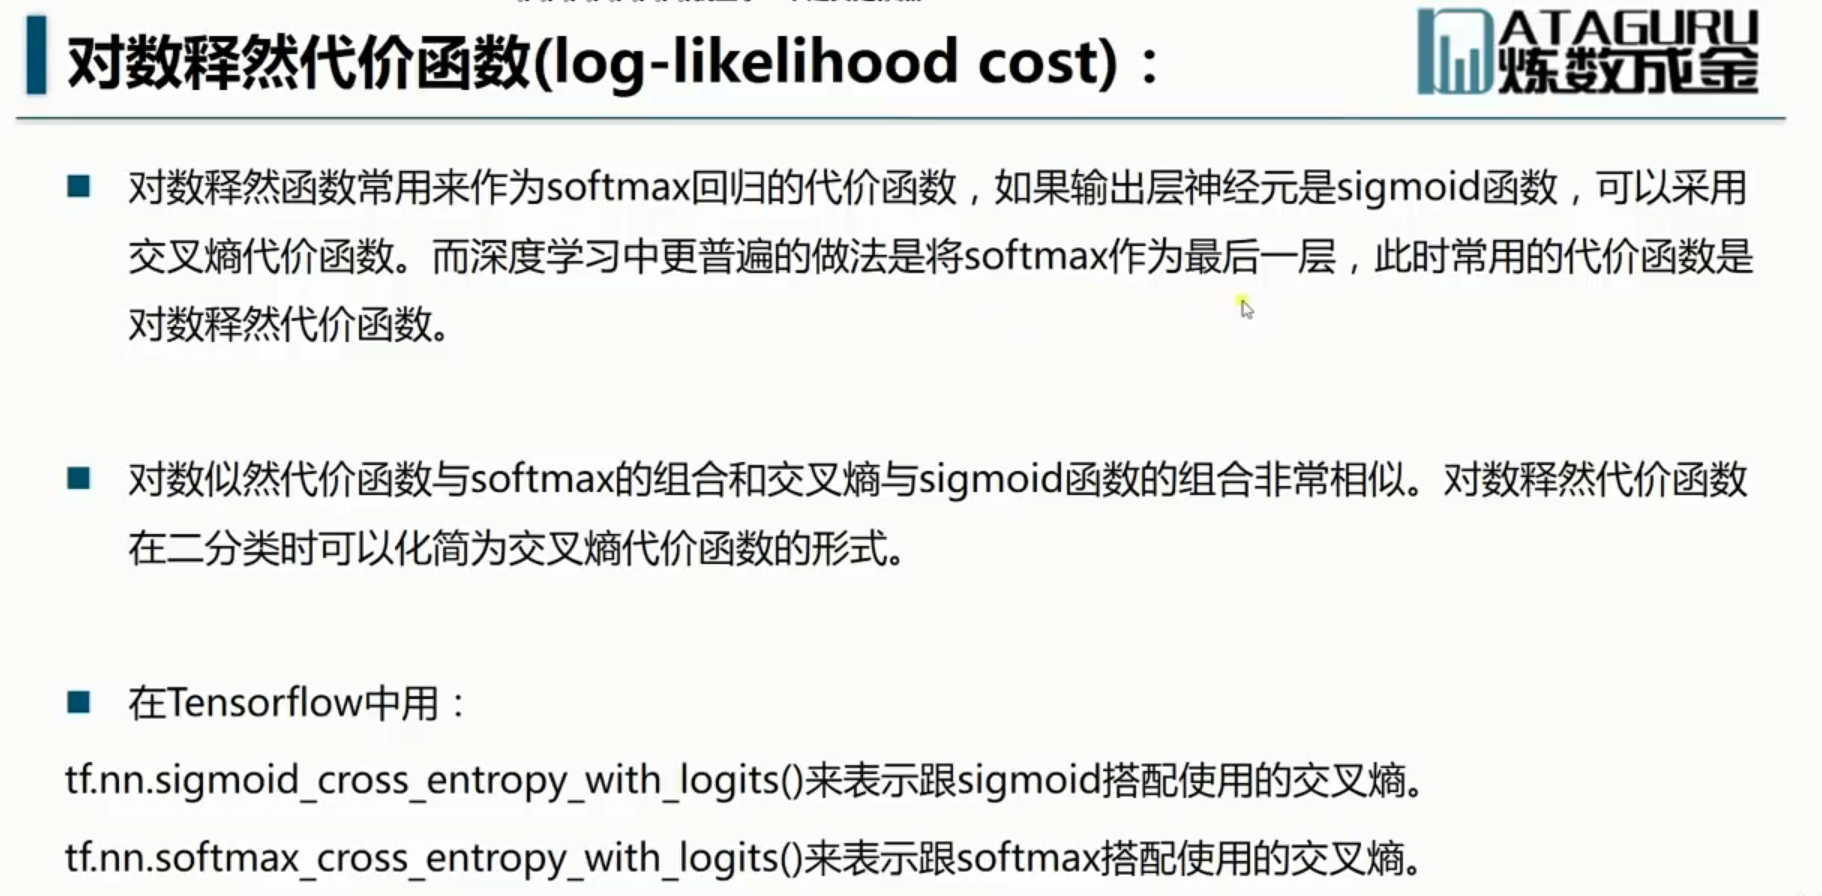 对数释然代价函数(log-likelihood cost)：
ATAGURU
炼数成金
对数释然函数常用来作为softmax回归的代价函数，如果输出层神经元是sigmoid函数，可以采用
交叉熵代价函数。而深度学习中更普遍的做法是将softmax作为最后一层，此时常用的代价函数是
对数释然代价函数。
对数似然代价函数与softmax的组合和交叉熵与sigmoid函数的组合非常相似。对数释然代价函数
在二分类时可以化简为交叉熵代价函数的形式。
在Tensorflow中用：
tf.nn.sigmoid_cross_entropy_with_logits()来表示跟sigmoid搭配使用的交叉熵。
tf.nn.softmax_cross_entropy_with_logits()来表示跟softmax搭配使用的交叉熵。